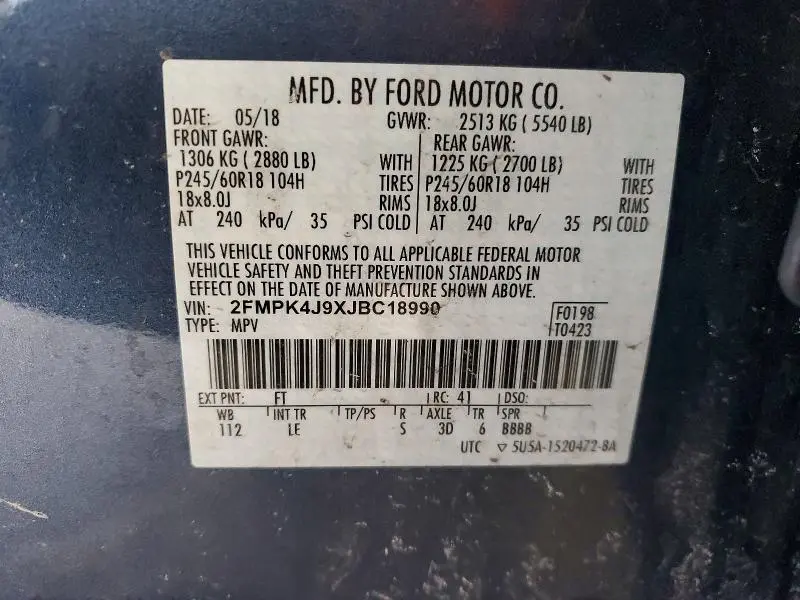 MFD. BY FORD MOTOR CO.
DATE: 05/18 GVWR: 2513 KG ( 5540 LB)
FRONT GAWR: REAR GAWR:
1306 KG ( 2880 LB) WITH 1225 KG ( 2700 LB) WITH
P245/60R18 104H TIRES P245/60R18 104H TIRES
18x8.0J RIMS 18x8.0J RIMS
AT 240 kPa/ 35 PSI COLD AT 240 kPa/ 35 PSI COLD
THIS VEHICLE CONFORMS TO ALL APPLICABLE FEDERAL MOTOR
VEHICLE SAFETY AND THEFT PREVENTION STANDARDS IN
EFFECT ON THE DATE OF MANUFACTURE SHOWN ABOVE.
VIN: 2FMPK4J9XJBC18990 F0198
TYPE: MPV T0423
EXT PNT: FT RC: 41 DSO:
WB INT TR TP/PS R AXLE TR SPR
112 LE S 3D 6 BBBB
UTC ▽ 5U5A-1520472-8A